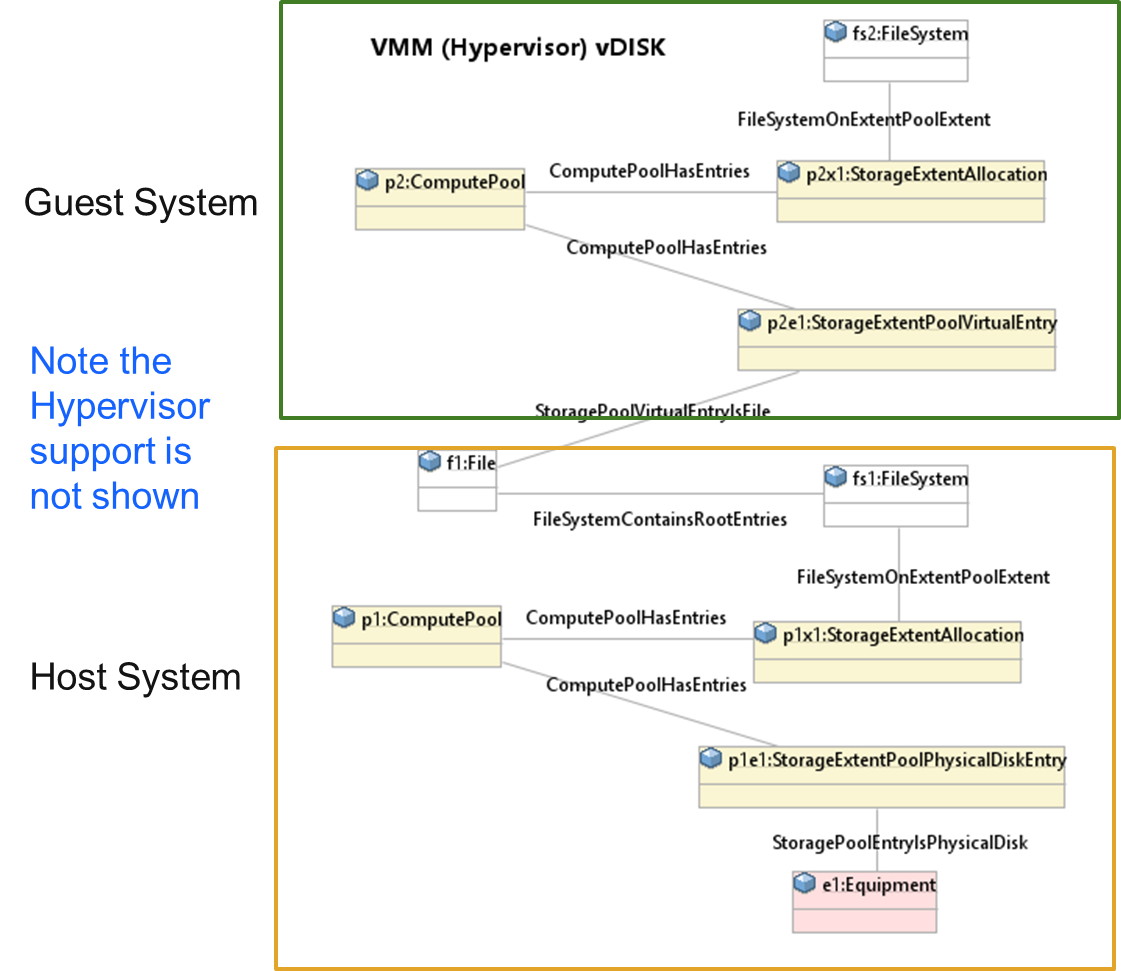 VMM (Hypervisor) vDISK
fs2:FileSystem
FileSystemOnExtentPoolExtent
ComputePoolHasEntries
p2:ComputePool
p2x1:StorageExtentAllocation
Guest System
ComputePoolHasEntries
p2e1:StorageExtentPoolVirtualEntry
Note the
Hypervisor
support is
not shown
StoragePoolVirtualEntryIsFile
f1:File
fs1:FileSystem
FileSystemContainsRootEntries
FileSystemOnExtentPoolExtent
p1:ComputePool
ComputePoolHasEntries
p1x1:StorageExtentAllocation
Host System
ComputePoolHasEntries
p1e1:StorageExtentPoolPhysicalDiskEntry
StoragePoolEntryIsPhysicalDisk
e1:Equipment